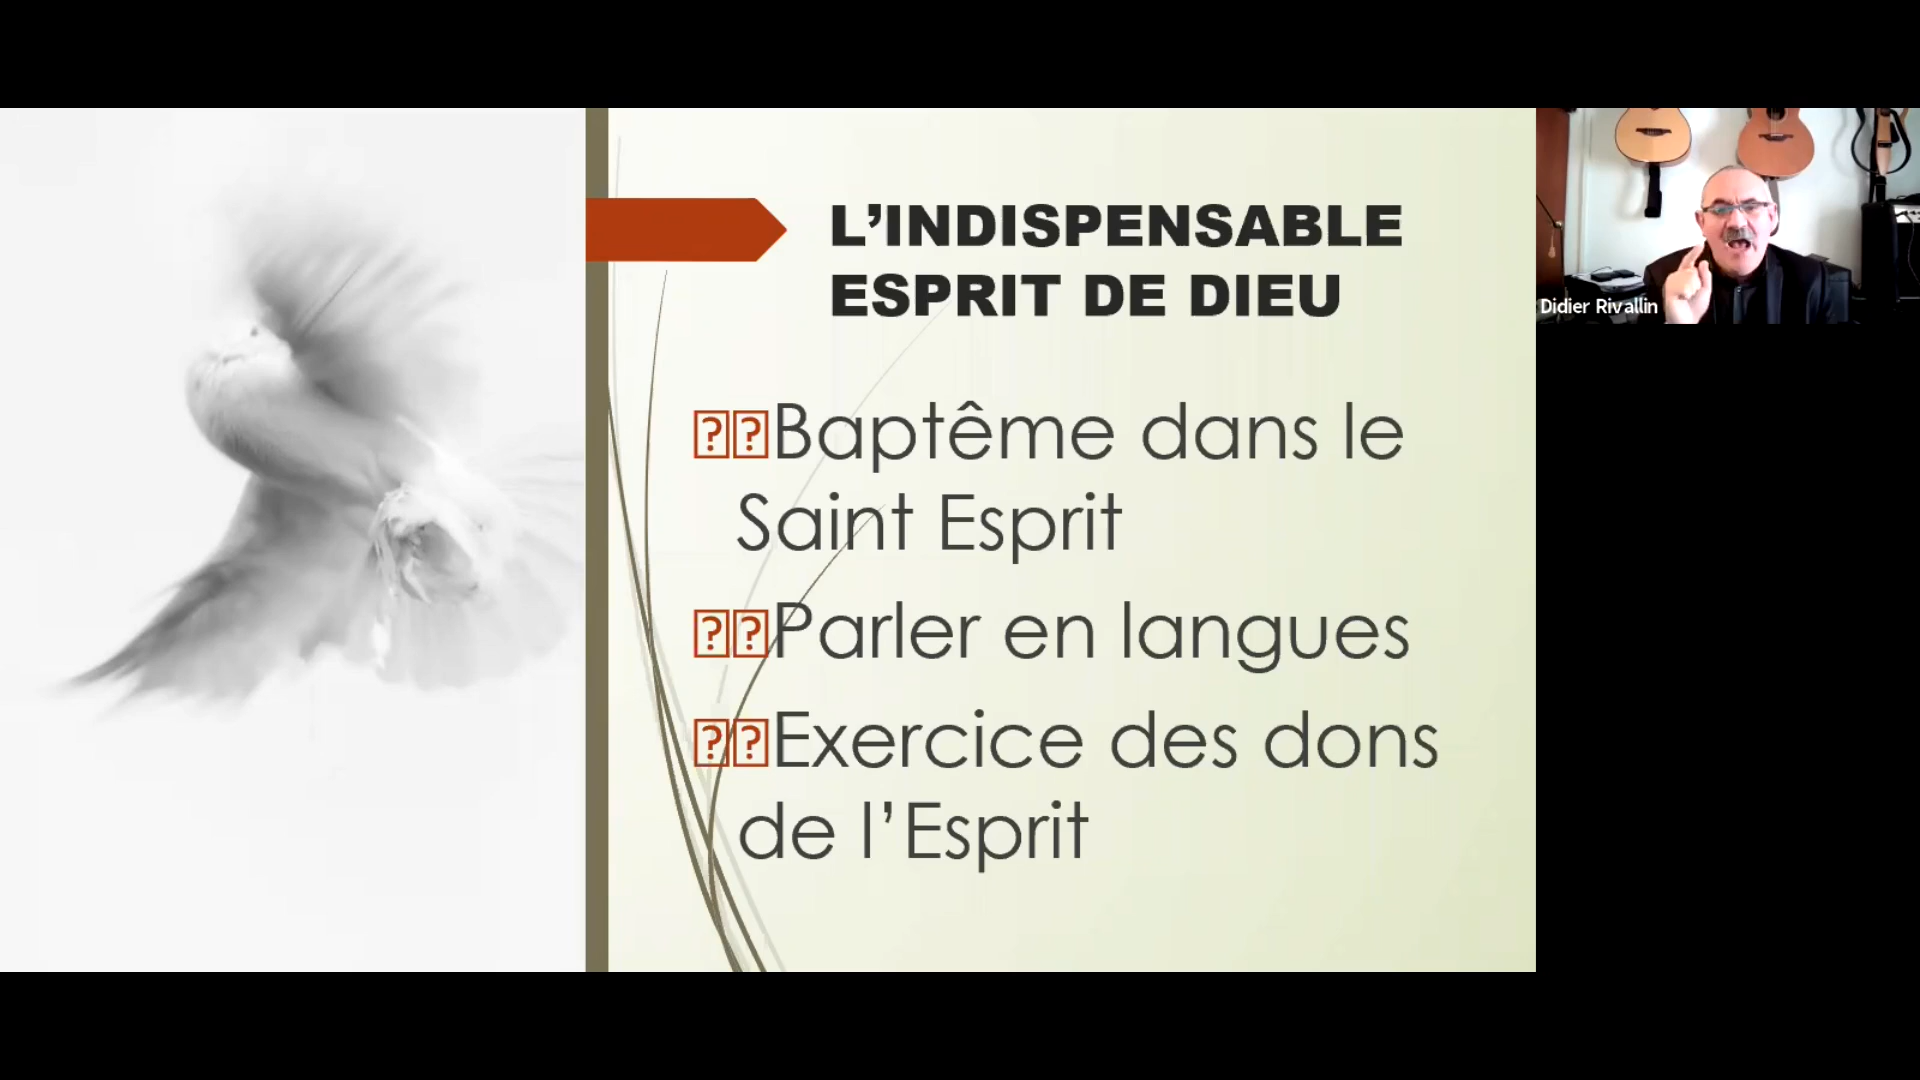 L’INDISPENSABLE
ESPRIT DE DIEU
Baptême dans le
Saint Esprit
Parler en langues
Exercice des dons
de l’Esprit
Didier Rivallin